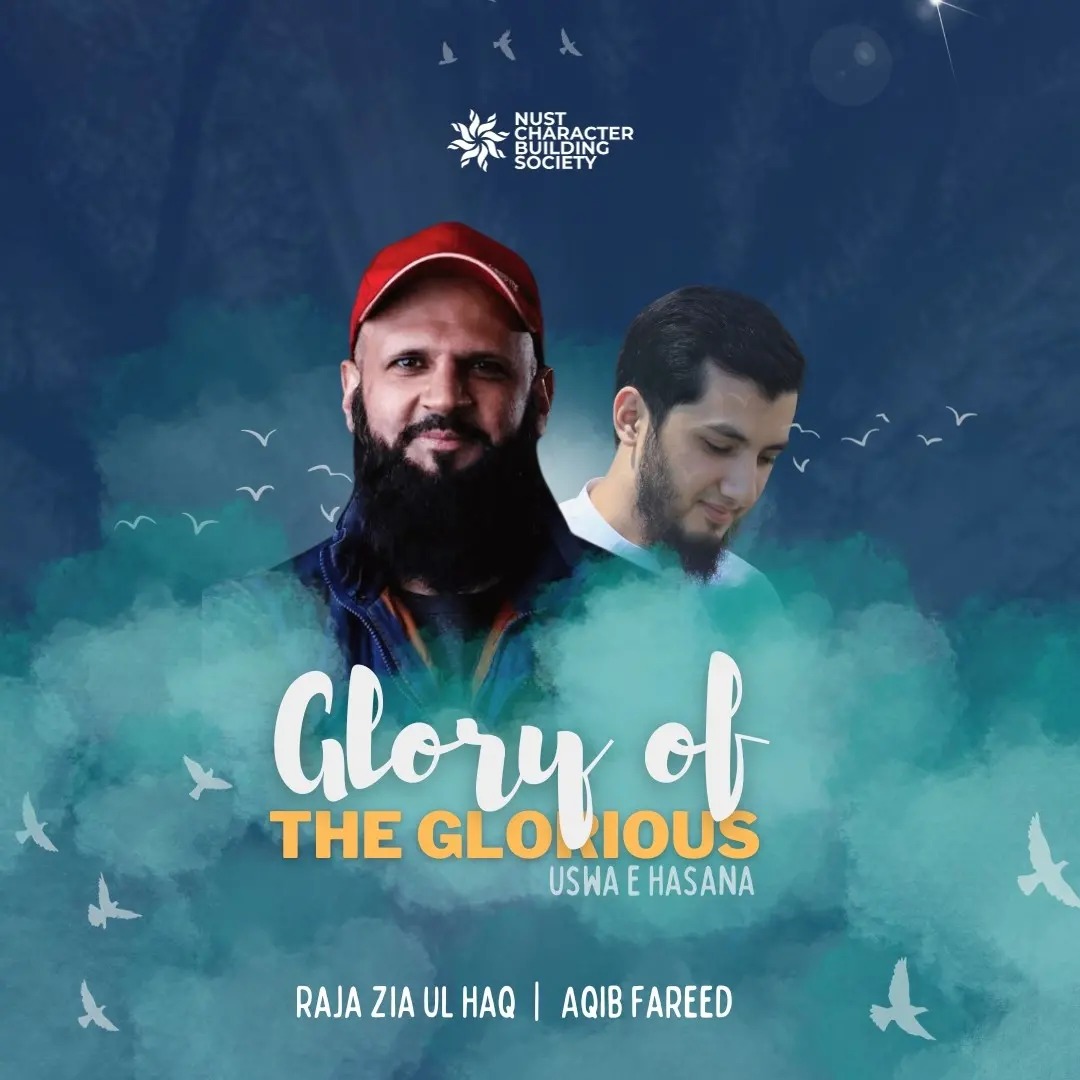 NUST
CHARACTER
BUILDING
SOCIETY
Glory of
THE GLORIOUS
USWA E HASANA
RAJA ZIA UL HAQ | AQIB FAREED